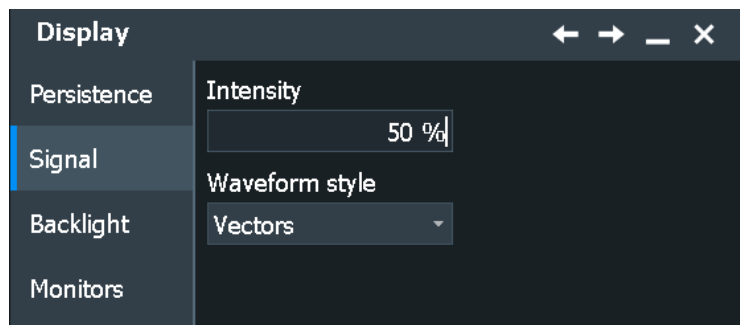 Display
Persistence
Signal
Backlight
Monitors
Intensity
50 %
Waveform style
Vectors